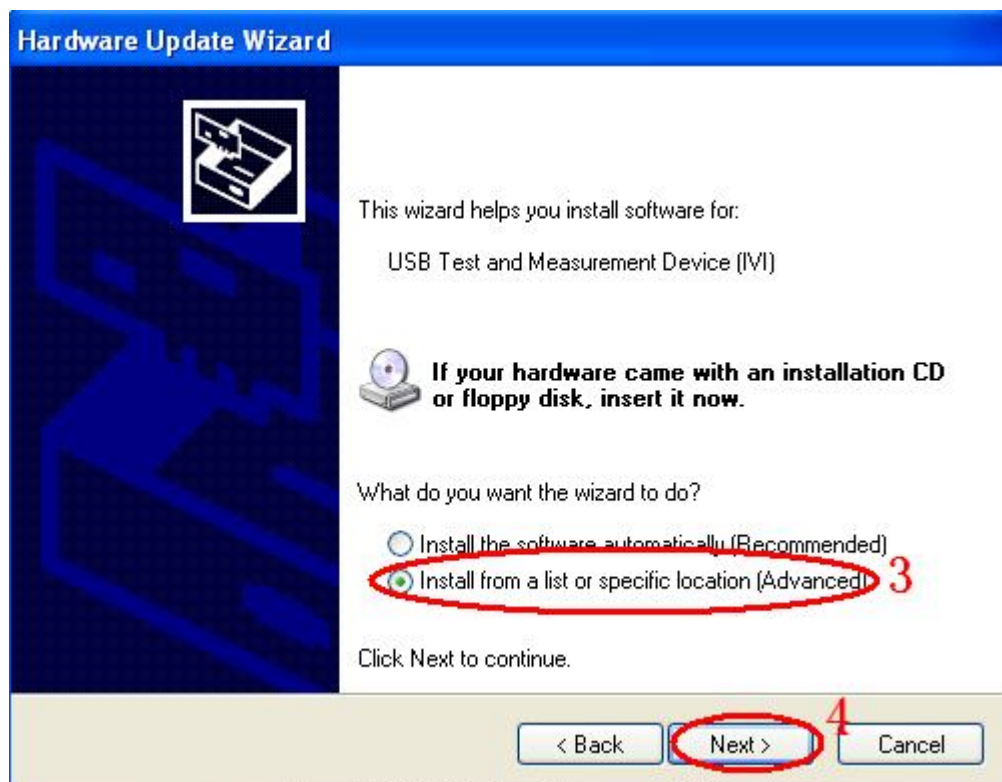 Hardware Update Wizard
This wizard helps you install software for:
USB Test and Measurement Device (IVI)
If your hardware came with an installation CD
or floppy disk, insert it now.
What do you want the wizard to do?
Install the software automatically (Recommended)
Install from a list or specific location (Advanced)
3
Click Next to continue.
4
< Back
Next >
Cancel